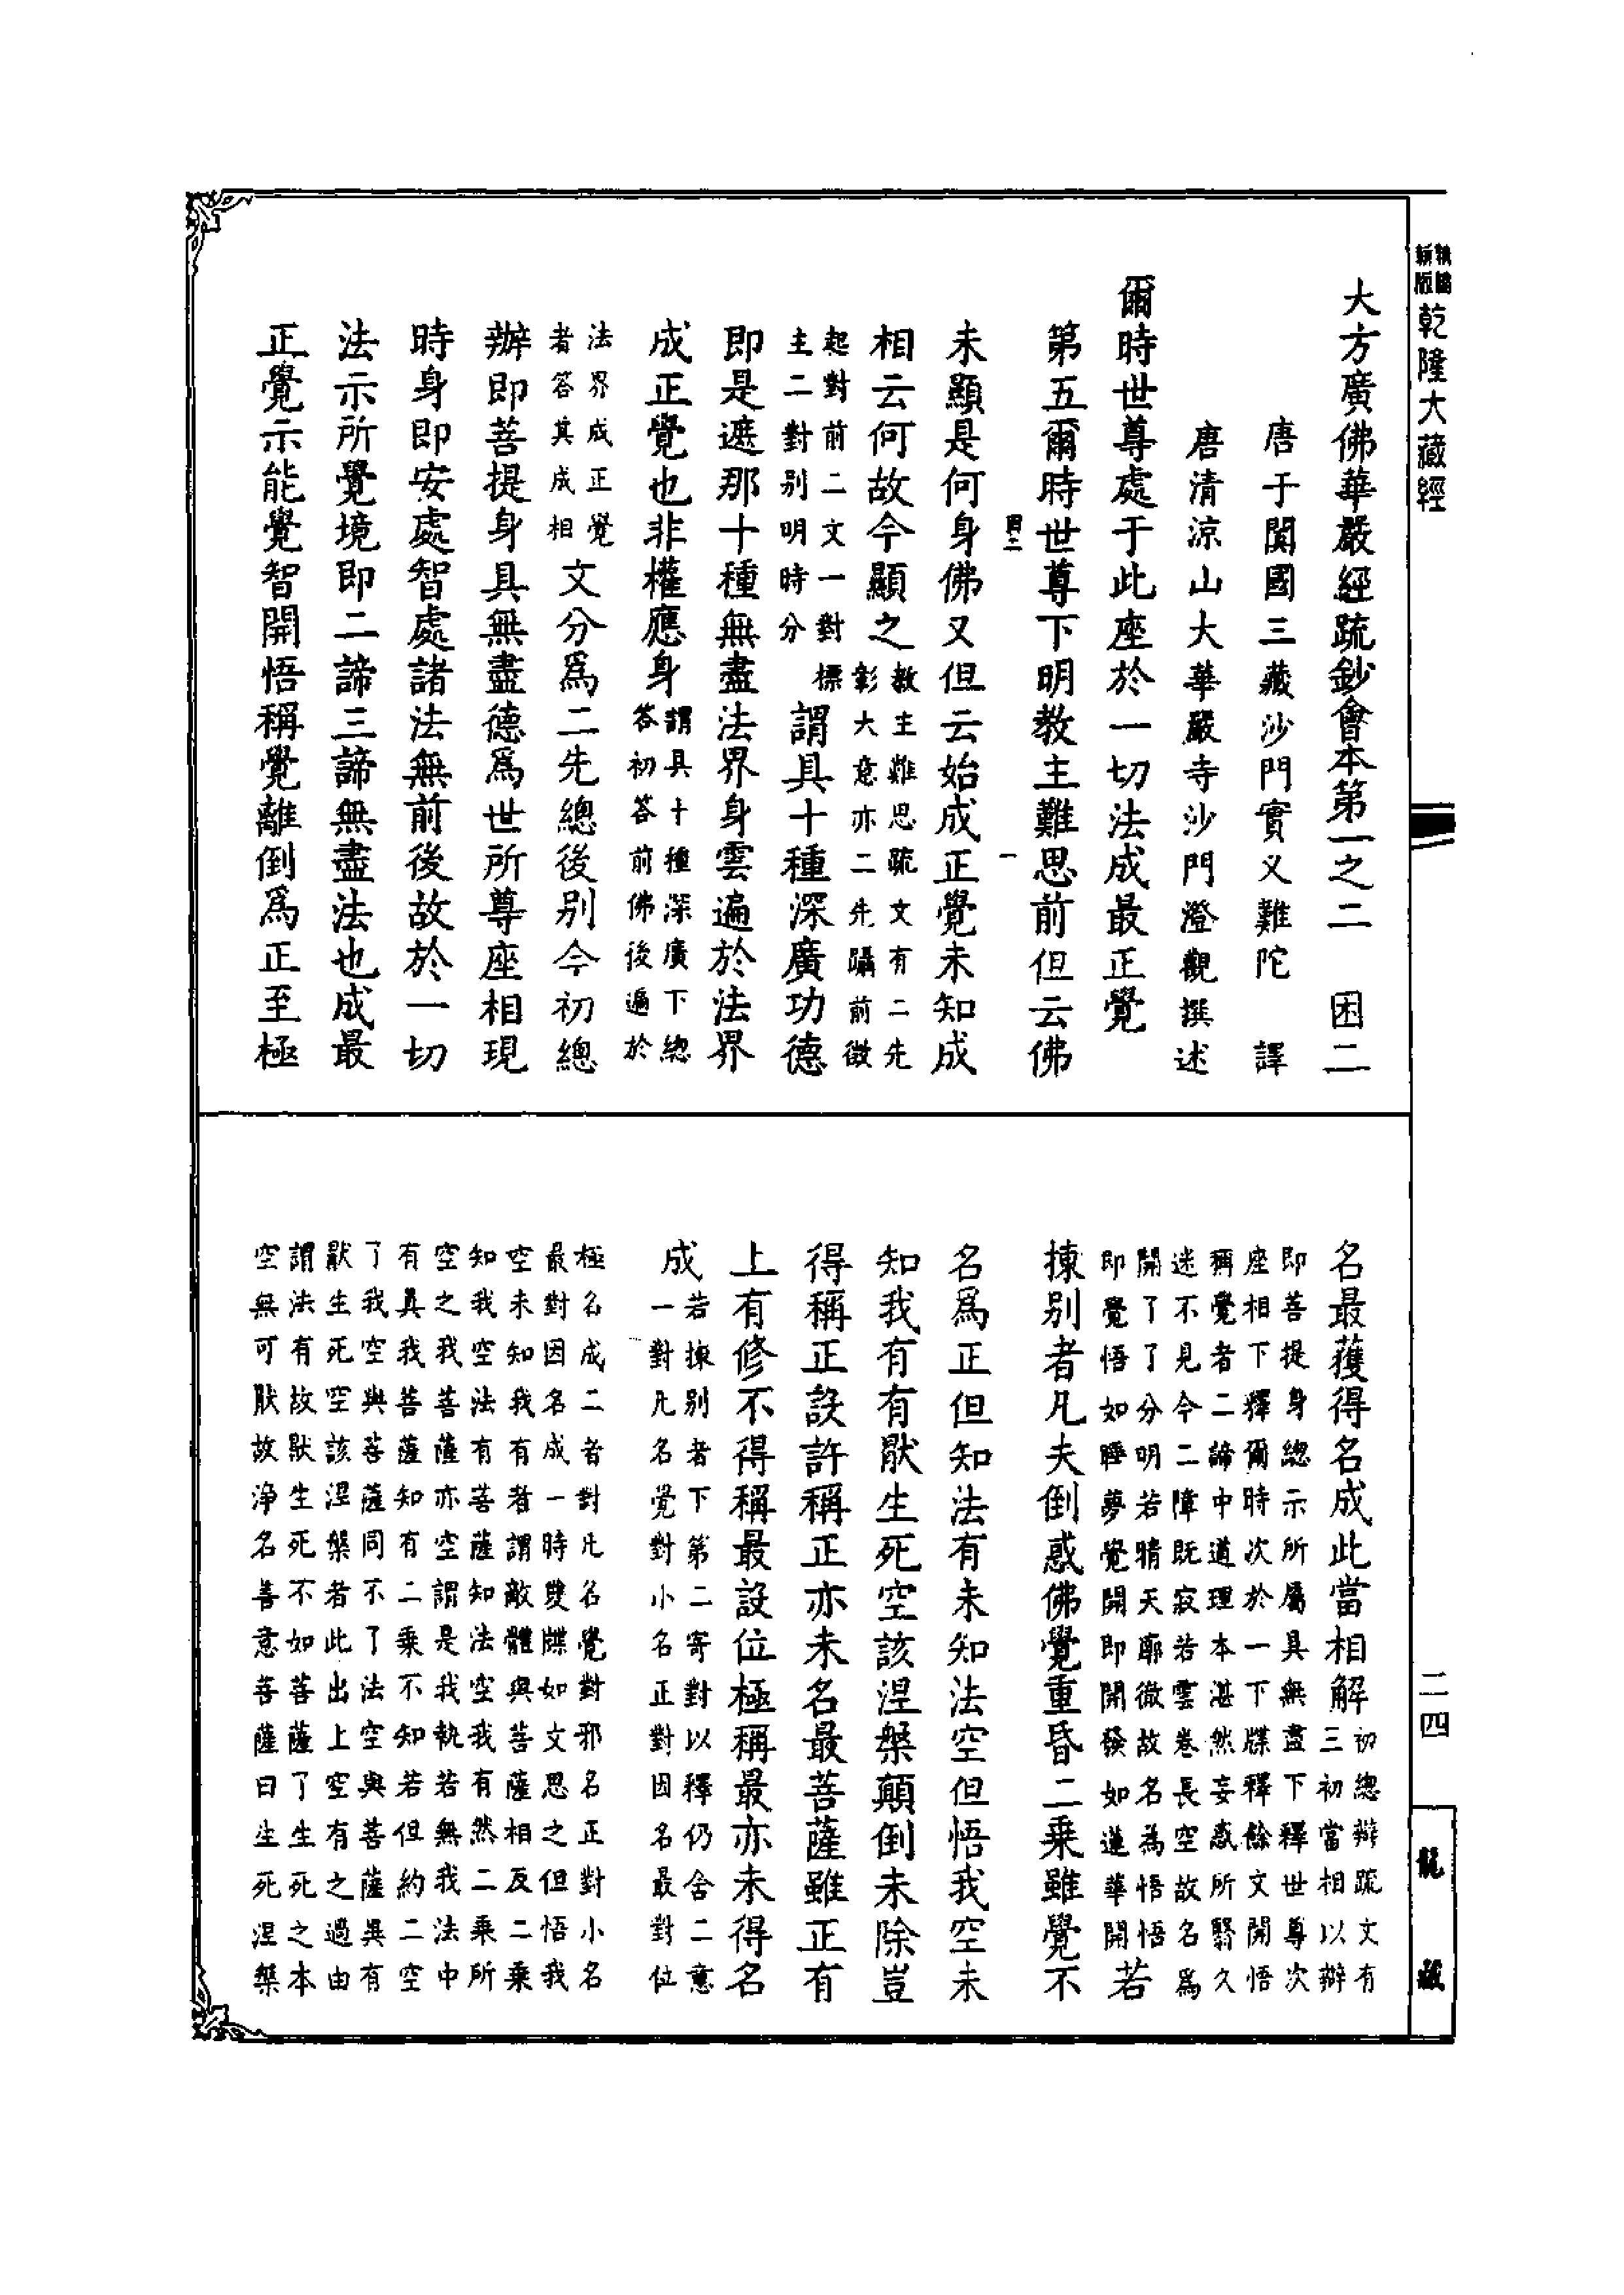 乾隆大藏經
新版
大方廣佛華嚴經疏鈔會本第一之二　困二
唐于闐國三藏沙門實叉難陀　譯
唐清涼山大華嚴寺沙門澄觀撰述
爾時世尊處于此座於一切法成最正覺
第五爾時世尊下明教主難思前但云佛
困二　一
未顯是何身佛又但云始成正覺未知成
相云何故今顯之
教主難思疏文有二先
彰大意亦二先躡前徵
起對前二文一對標
主二對別明時分
謂具十種深廣功德
即是遮那十種無盡法界身雲遍於法界
成正覺也非權應身
謂具十種深廣下總
答初答前佛後遍於
法界成正覺
者答其成相
文分爲二先總後別今初總
辦即菩提身具無盡德爲世所尊座相現
時身即安處智處諸法無前後故於一切
法示所覺境即二諦三諦無盡法也成最
正覺示能覺智開悟稱覺離倒爲正至極
名最獲得名成此當相解
初總辦疏文有
三初當相以辦
即菩提身總示所屬具無盡下釋世尊次
座相下釋爾時次於一下牒釋餘文開悟
稱覺者二諦中道理本湛然妄惑所翳久
迷不見今二障既寂若雲卷長空故名爲
開了了分明若睛天廓徹故名為悟悟
即覺悟如睡夢覺開即開發如蓮華開
若
揀別者凡夫倒惑佛覺重昏二乗雖覺不
名爲正但知法有未知法空但悟我空未
知我有有猒生死空該涅槃顛倒未除豈
得稱正設許稱正亦未名最菩薩雖正有
上有修不得稱最設位極稱最亦未得名
成
若揀別者下第二寄對以釋仍含二意
一對凡名覺對小名正對因名最對位
極名成二者對凡名覺對邪名正對小名
最對因名成一時雙牒如文思之但悟我
空未知我有者謂敵體與菩薩相反二乗
知我空法有菩薩知法空我有然二乗所
空之我菩薩亦空謂是我執若無我法中
有真我菩薩知有二乗不知若但約二空
了我空與菩薩同不了法空與菩薩異有
猒生死空該涅槃者此出上空有之過由
謂法有故猒生死不如菩薩了生死之本
空無可猒故淨名善意菩薩曰生死涅槃
二四
龍藏